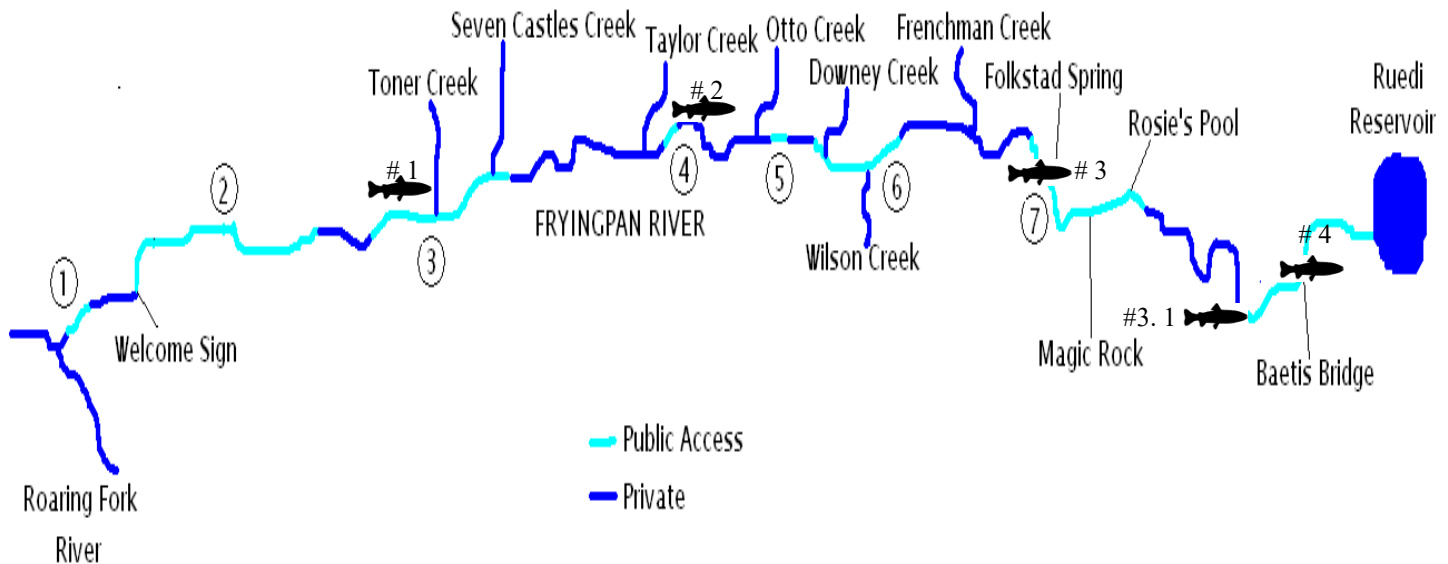 Seven Castles Creek
Taylor Creek
Otto Creek
Frenchman Creek
Toner Creek
Downey Creek
Folkstad Spring
Ruedi
Reservoir
# 2
Rosie's Pool
# 1
# 3
1
2
3
4
5
6
7
FRYINGPAN RIVER
Wilson Creek
# 4
#3. 1
Welcome Sign
Magic Rock
Baetis Bridge
Public Access
Private
Roaring Fork
River